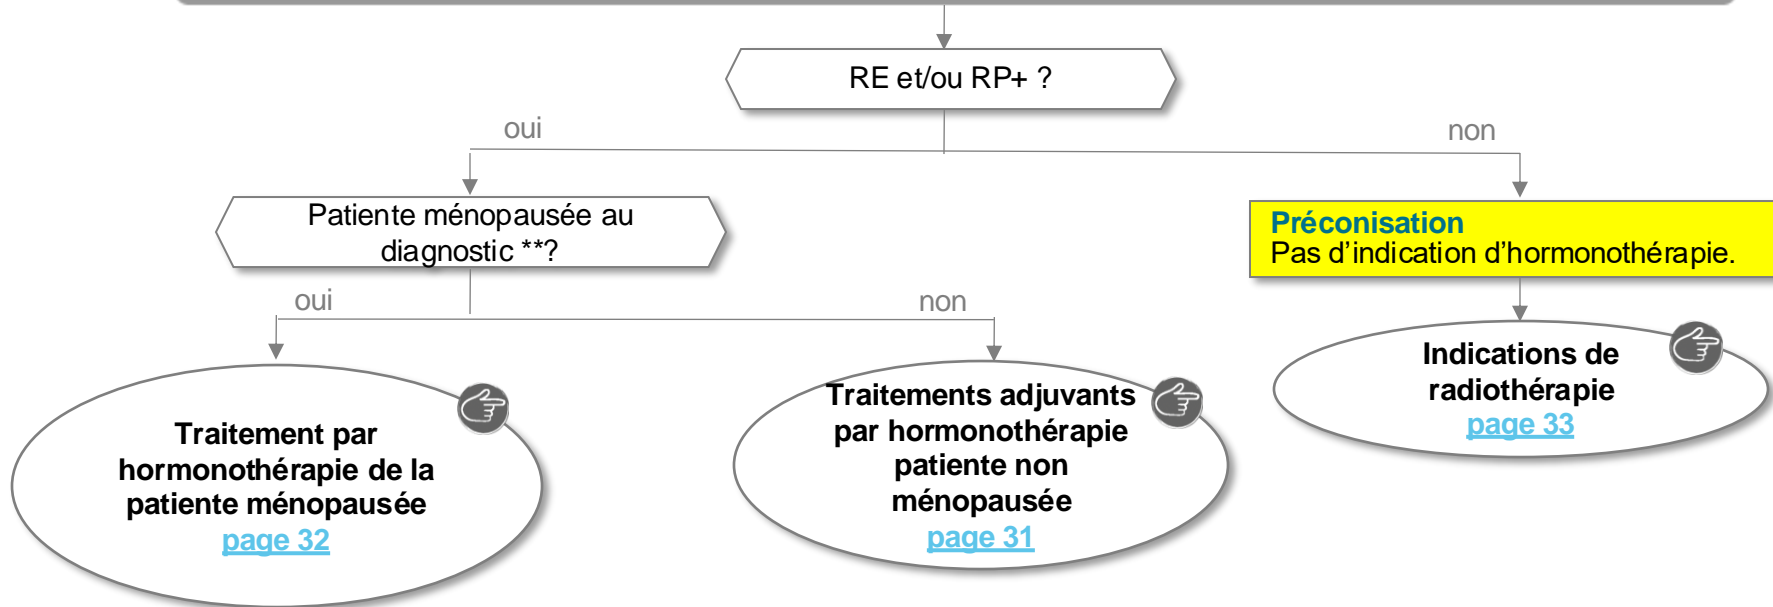 RE et/ou RP+ ?
oui
non
Patiente ménopausée au
diagnostic **?
Préconisation
Pas d’indication d’hormonothérapie.
oui
non
Traitement par
hormonothérapie de la
patiente ménopausée
page 32
Traitements adjuvants
par hormonothérapie
patiente non
ménopausée
page 31
Indications de
radiothérapie
page 33